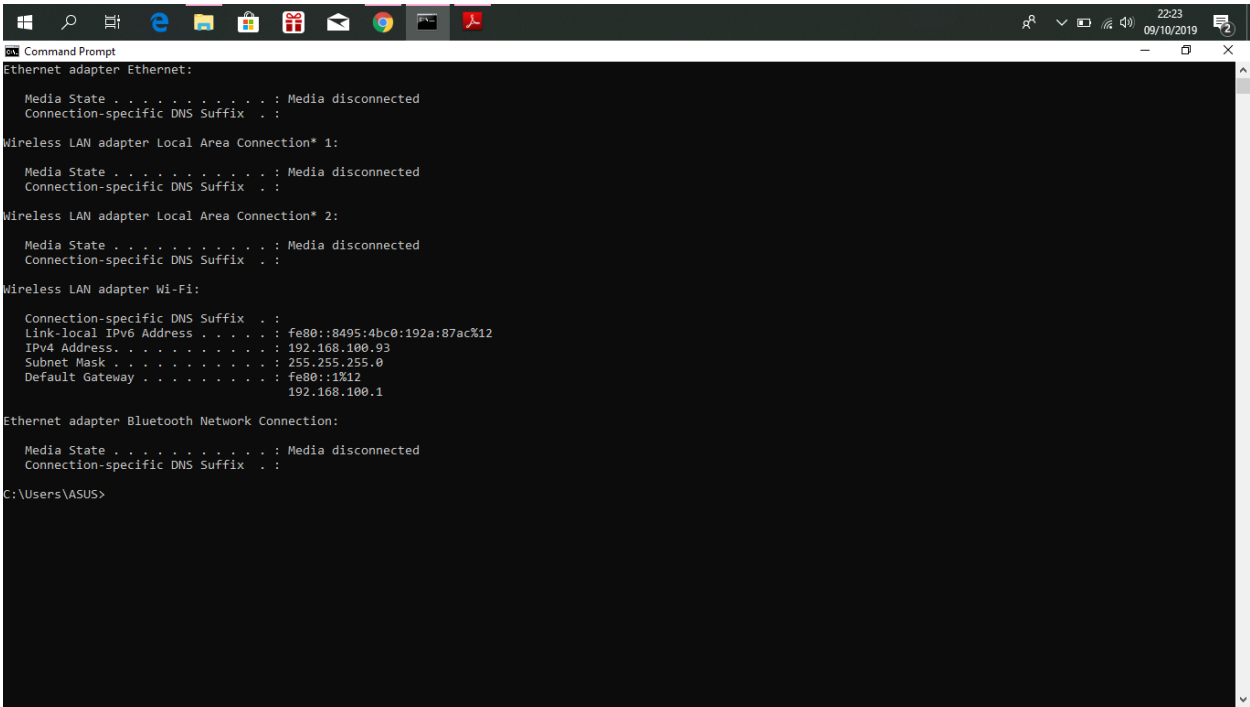 22:23
09/10/2019
2
Command Prompt
Ethernet adapter Ethernet:
Media State . . . . . . . . . . . : Media disconnected
Connection-specific DNS Suffix  . :
Wireless LAN adapter Local Area Connection* 1:
Media State . . . . . . . . . . . : Media disconnected
Connection-specific DNS Suffix  . :
Wireless LAN adapter Local Area Connection* 2:
Media State . . . . . . . . . . . : Media disconnected
Connection-specific DNS Suffix  . :
Wireless LAN adapter Wi-Fi:
Connection-specific DNS Suffix  . :
Link-local IPv6 Address . . . . . : fe80::8495:4bc0:192a:87ac%12
IPv4 Address. . . . . . . . . . . : 192.168.100.93
Subnet Mask . . . . . . . . . . . : 255.255.255.0
Default Gateway . . . . . . . . . : fe80::1%12
192.168.100.1
Ethernet adapter Bluetooth Network Connection:
Media State . . . . . . . . . . . : Media disconnected
Connection-specific DNS Suffix  . :
C:\Users\ASUS>